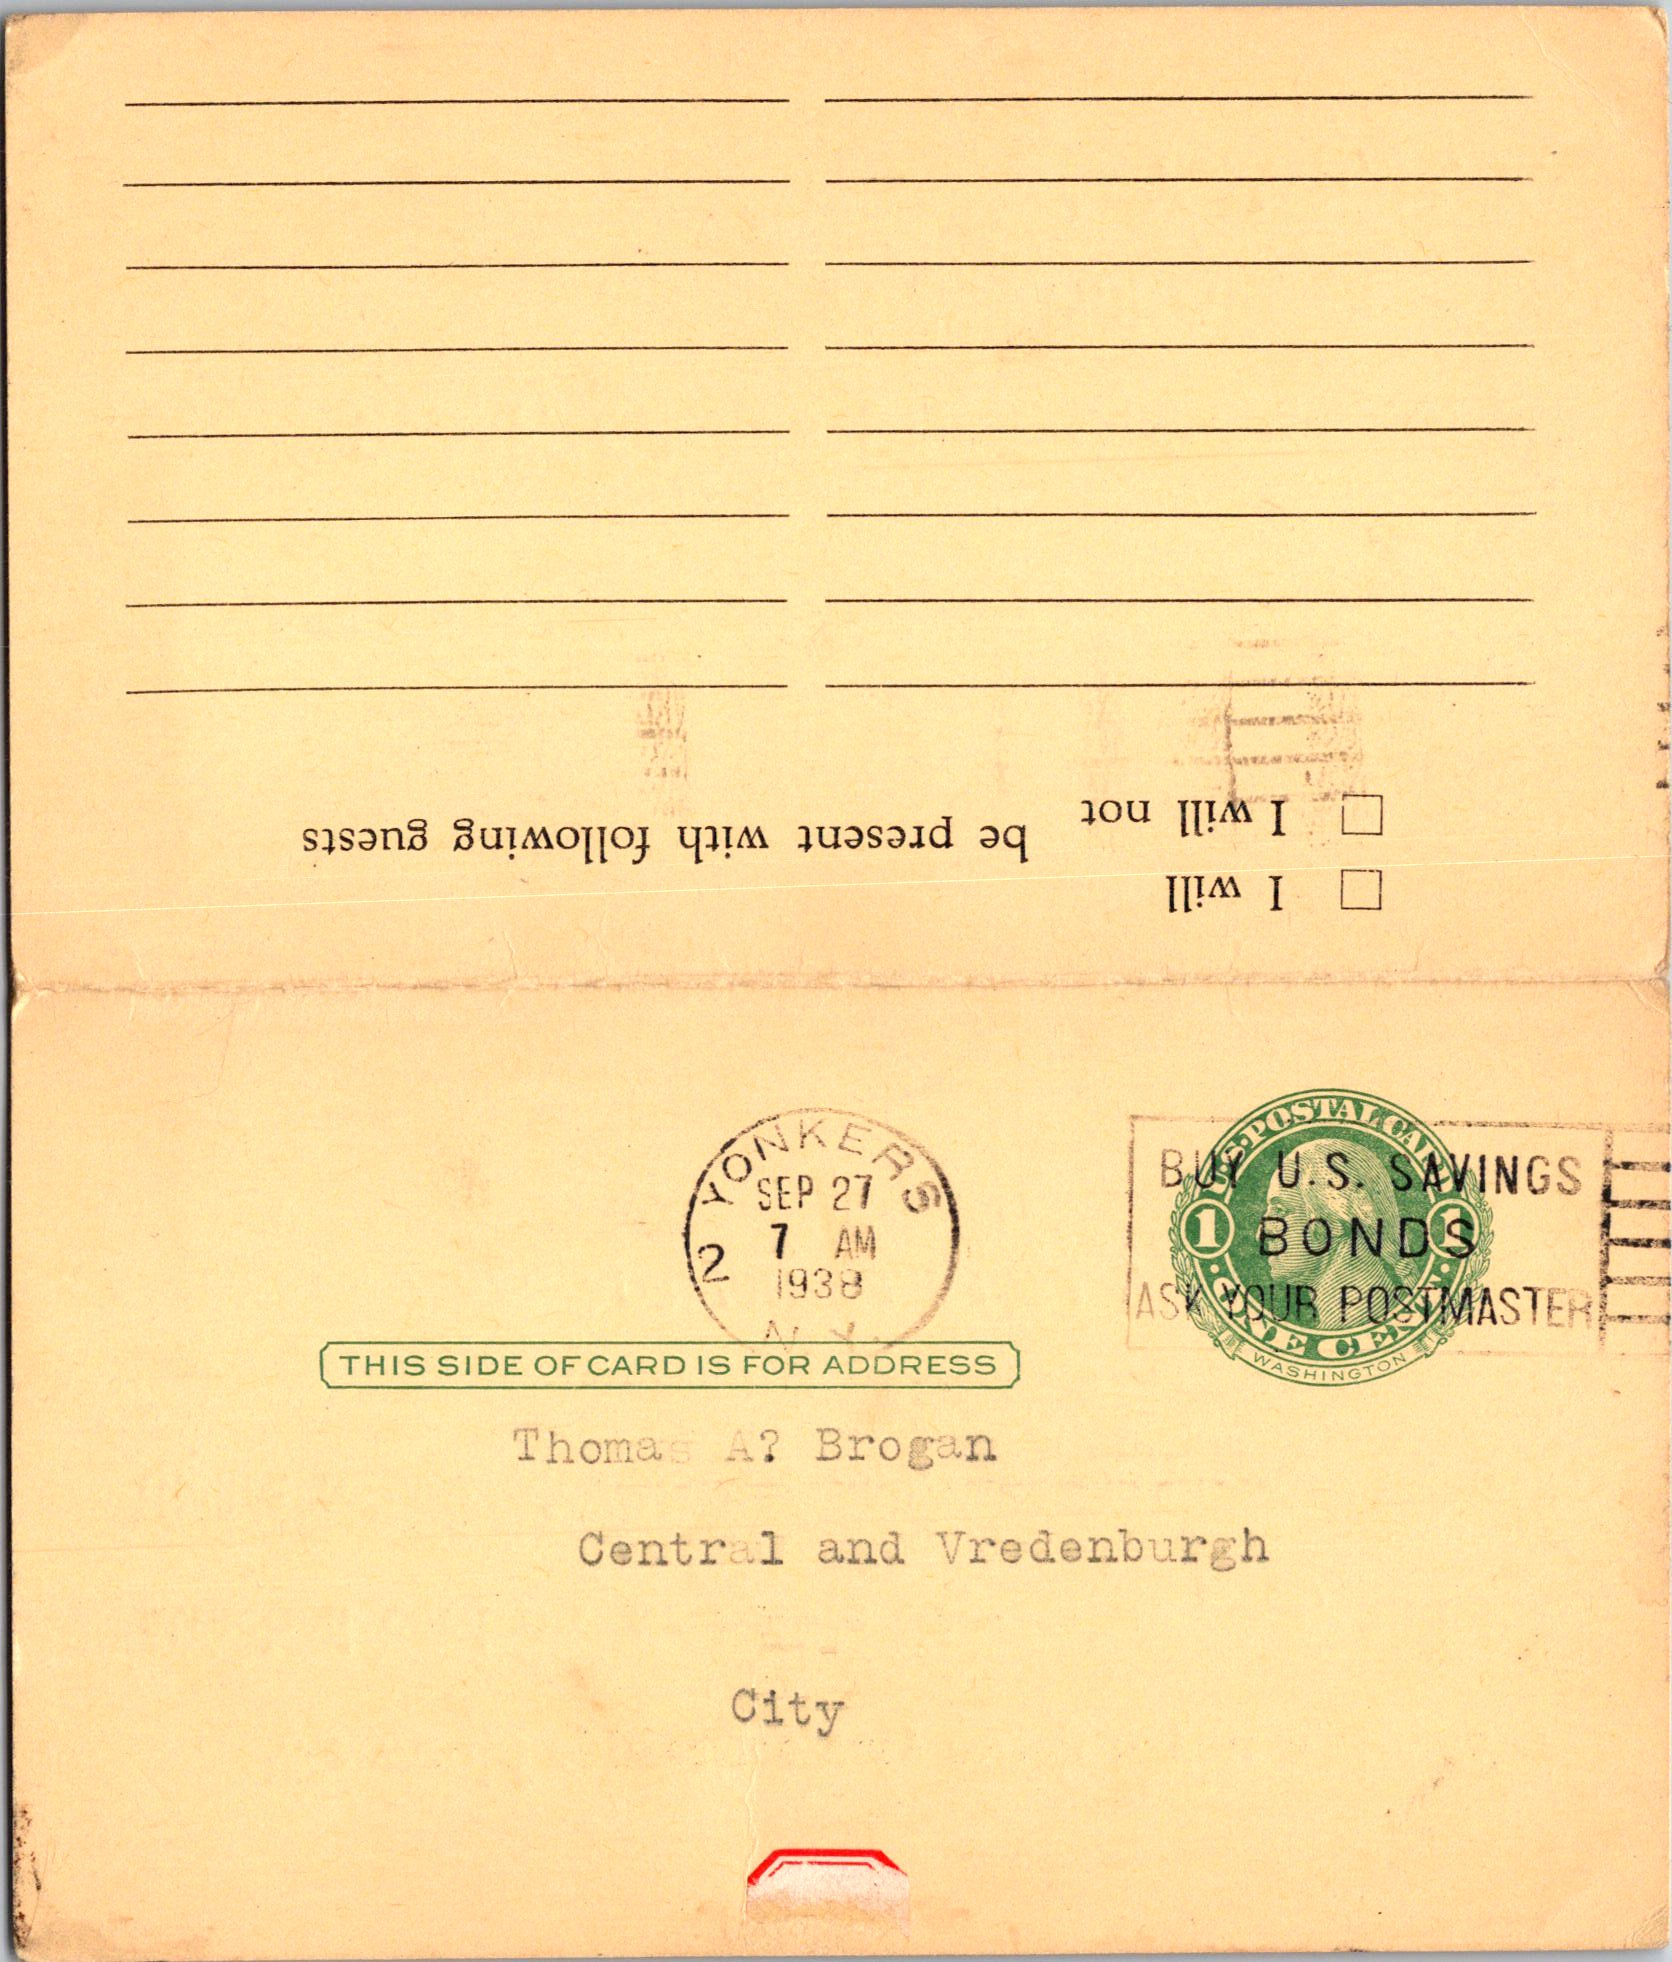 I will
I will not
be present with following guests
YONKERS
SEP 27
7 AM
1938
2
N.Y.
U.S. POSTAL CARD
1 1
ONE CENT
WASHINGTON
BUY U.S. SAVINGS
BONDS
ASK YOUR POSTMASTER
THIS SIDE OF CARD IS FOR ADDRESS
Thomas A? Brogan
Central and Vredenburgh
City